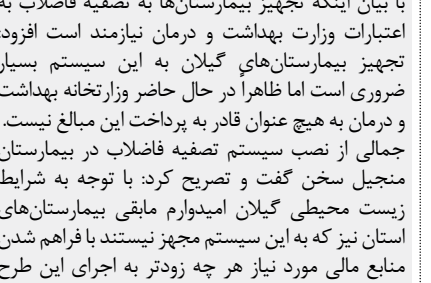 با بیان اینکه تجهیز بیمارستان‌ها به تصفیه فاضلاب به
اعتبارات وزارت بهداشت و درمان نیازمند است افزود:
تجهیز بیمارستان‌های گیلان به این سیستم بسیار
ضروری است اما ظاهراً در حال حاضر وزارتخانه بهداشت
و درمان به هیچ عنوان قادر به پرداخت این مبالغ نیست.
جمالی از نصب سیستم تصفیه فاضلاب در بیمارستان
منجیل سخن گفت و تصریح کرد: با توجه به شرایط
زیست محیطی گیلان امیدوارم مابقی بیمارستان‌های
استان نیز که به این سیستم مجهز نیستند با فراهم شدن
منابع مالی مورد نیاز هر چه زودتر به اجرای این طرح